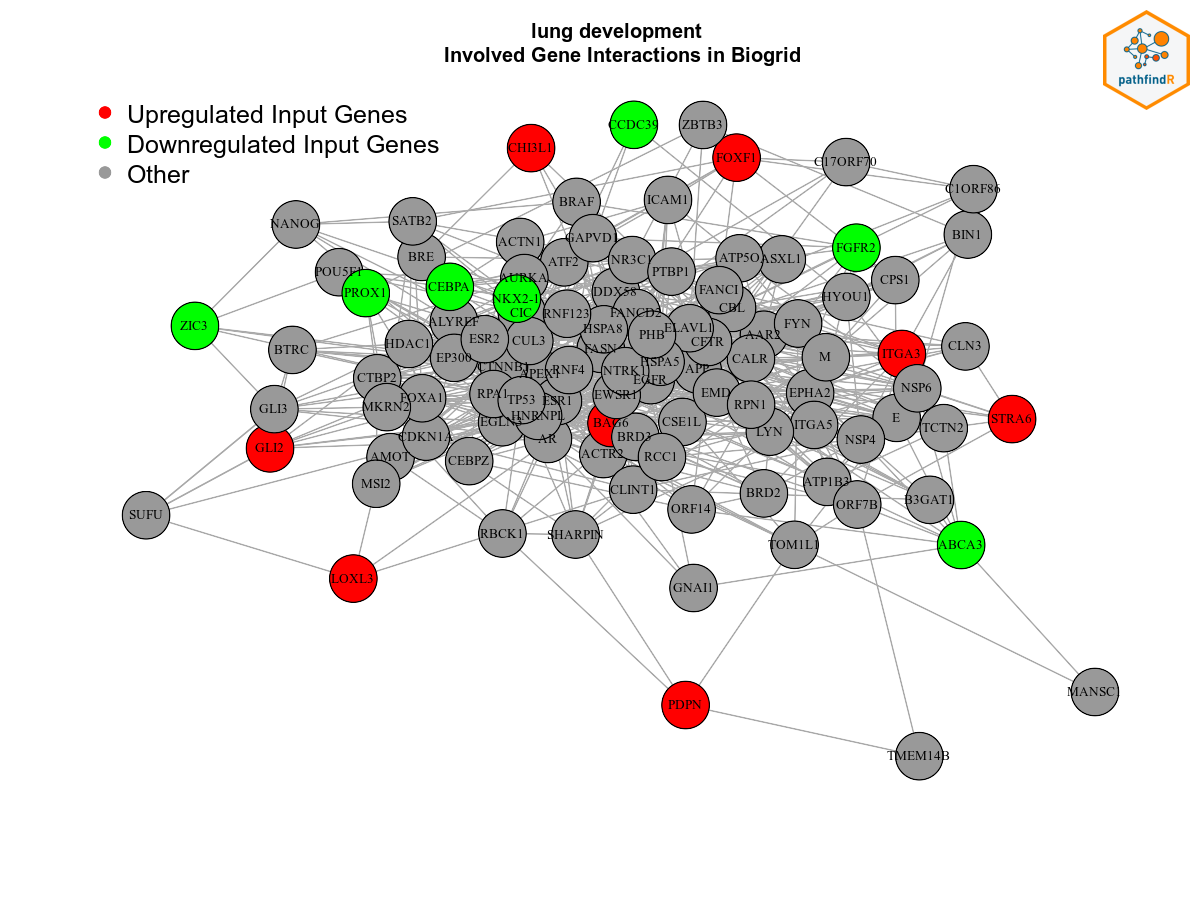 lung development
Involved Gene Interactions in Biogrid
pathfindR
Upregulated Input Genes
Downregulated Input Genes
Other
CCDC39
ZBTB3
CHI3L1
FOXF1
C17ORF70
C1ORF86
BRAF
ICAM1
NANOG
SATB2
BIN1
ACTN1
GAPVD1
FGFR2
BRE
ATF2
NR3C1
PTBP1
ATP5O
ASXL1
POU5F1
AURKA
CPS1
PROX1
CEBPA
NKX2-1
DDX58
FANCI
HYOU1
CIC
RNF123
FANCD2
CBL
ZIC3
ALYREF
HSPA8
PHB
ELAVL1
FYN
BTRC
HDAC1
ESR2
CUL3
FASN
CFTR
AAR2
CLN3
EP300
CTNNB1
HSPA5
CALR
M
ITGA3
CTBP2
APEX1
RNF4
NTRK1
EGFR
APP
NSP6
MKRN2
FOXA1
RPA1
TP53
ESR1
EWSR1
EMD
RPN1
EPHA2
GLI3
EGLN3
HNRNPL
BAG6
CSE1L
LYN
ITGA5
E
TCTN2
STRA6
GLI2
AMOT
CDKN1A
CEBPZ
AR
ACTR2
BRD3
RCC1
NSP4
MSI2
CLINT1
BRD2
ATP1B3
ORF7B
B3GAT1
SUFU
ORF14
RBCK1
SHARPIN
TOM1L1
ABCA3
LOXL3
GNAI1
PDPN
MANSC
TMEM14B